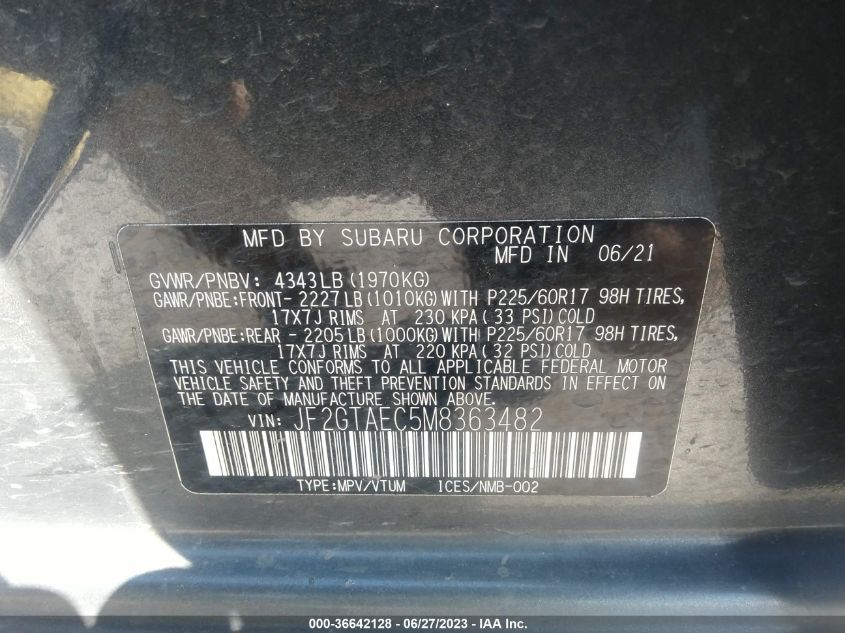 MFD BY SUBARU CORPORATION
MFD IN 06/21
GVWR/PNBV: 4343LB (1970KG)
GAWR/PNBE:FRONT- 2227LB (1010KG) WITH P225/60R17 98H TIRES,
17X7J RIMS AT 230 KPA( 33 PSI) COLD
GAWR/PNBE:REAR - 2205LB (1000KG) WITH P225/60R17 98H TIRES,
17X7J RIMS AT 220 KPA( 32 PSI) COLD
THIS VEHICLE CONFORMS TO ALL APPLICABLE FEDERAL MOTOR
VEHICLE SAFETY AND THEFT PREVENTION STANDARDS IN EFFECT ON
THE DATE OF MANUFACTURE SHOWN ABOVE.
VIN: JF2GTAEC5M8363482
TYPE:MPV/VTUM ICES/NMB-002
000-36642128 - 06/27/2023 - IAA Inc.